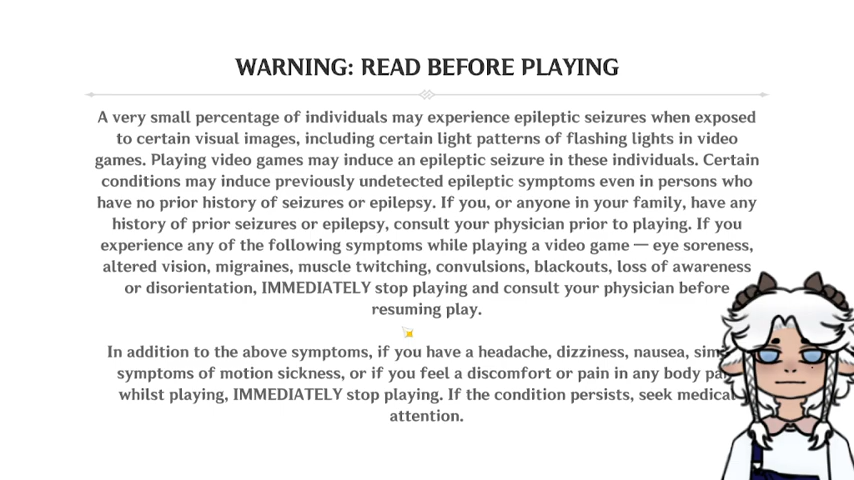 WARNING: READ BEFORE PLAYING
A very small percentage of individuals may experience epileptic seizures when exposed
to certain visual images, including certain light patterns of flashing lights in video
games. Playing video games may induce an epileptic seizure in these individuals. Certain
conditions may induce previously undetected epileptic symptoms even in persons who
have no prior history of seizures or epilepsy. If you, or anyone in your family, have any
history of prior seizures or epilepsy, consult your physician prior to playing. If you
experience any of the following symptoms while playing a video game — eye soreness,
altered vision, migraines, muscle twitching, convulsions, blackouts, loss of awareness
or disorientation, IMMEDIATELY stop playing and consult your physician before
resuming play.
In addition to the above symptoms, if you have a headache, dizziness, nausea,
symptoms of motion sickness, or if you feel a discomfort or pain in any body
whilst playing, IMMEDIATELY stop playing. If the condition persists, seek medical
attention.